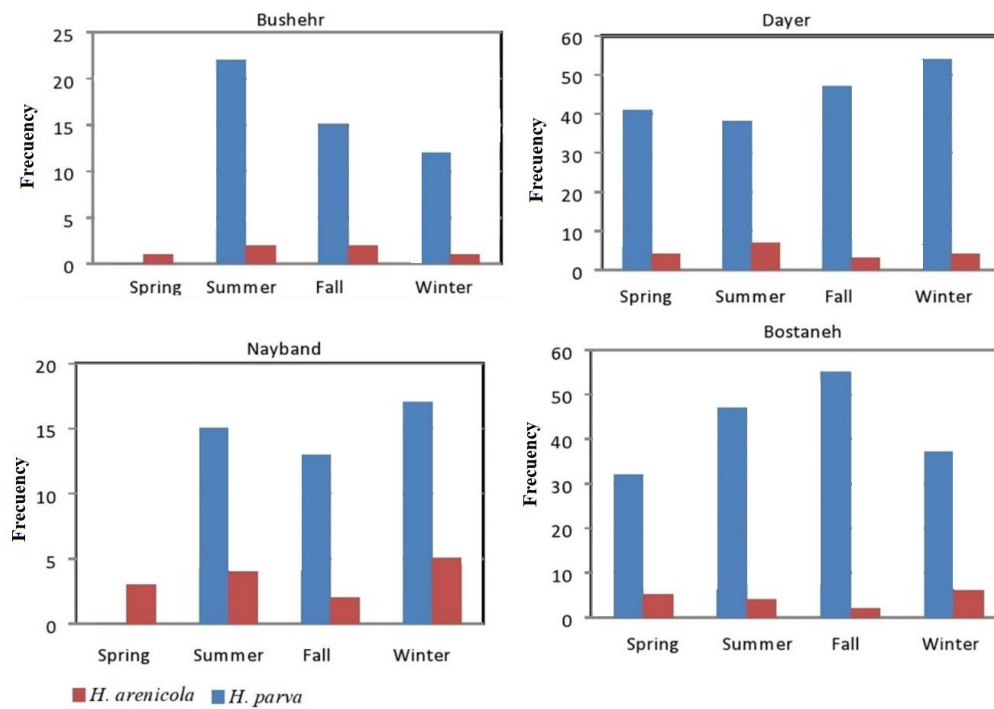 Bushehr
Frecuency
25
20
15
10
5
0
Spring Summer Fall Winter
Dayer
Frecuency
60
50
40
30
20
10
0
Spring Summer Fall Winter
Nayband
Frecuency
20
15
10
5
0
Spring Summer Fall Winter
Bostaneh
Frecuency
60
50
40
30
20
10
0
Spring Summer Fall Winter
H. arenicola H. parva